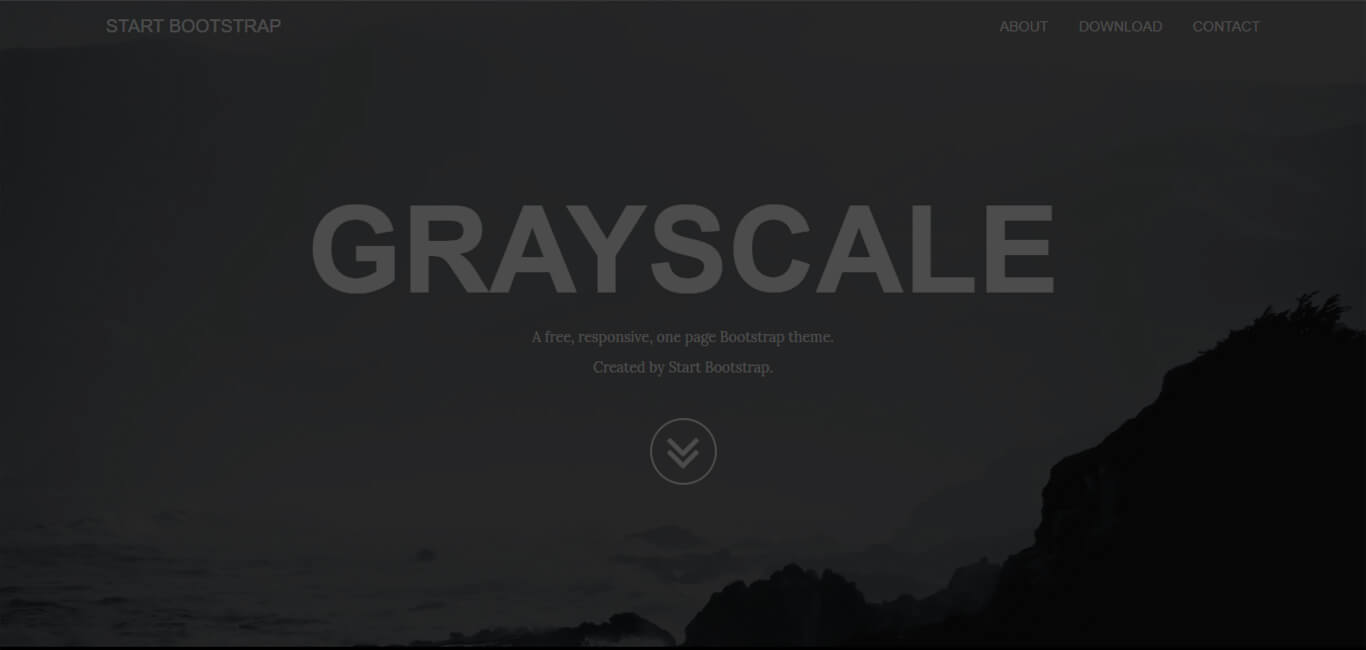 START BOOTSTRAP
ABOUT DOWNLOAD CONTACT
GRAYSCALE
A free, responsive, one page Bootstrap theme.
Created by Start Bootstrap.